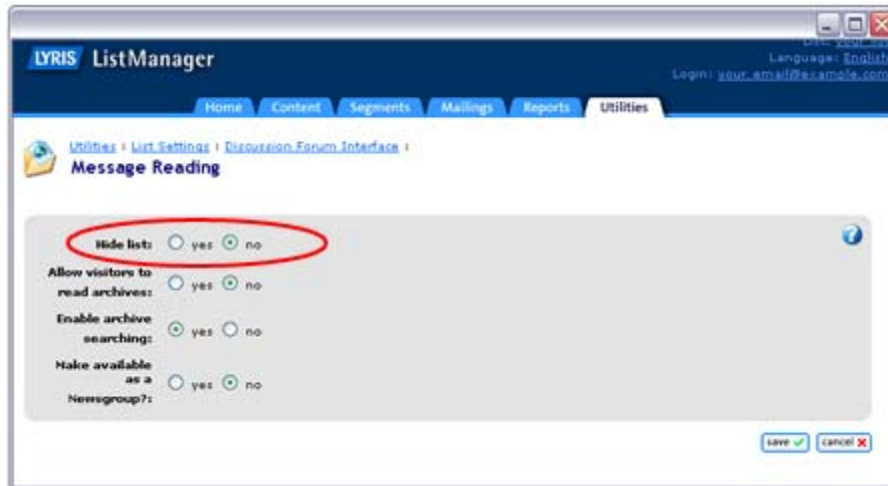 LYRIS ListManager
Language: English
Login: your_email@example.com
Home Content Segments Mailings Reports Utilities
Utilities : List Settings : Discussion Forum Interface :
Message Reading
Hide list: yes no
Allow visitors to
read archives: yes no
Enable archive
searching: yes no
Make available
as a
Newsgroup?: yes no
save cancel